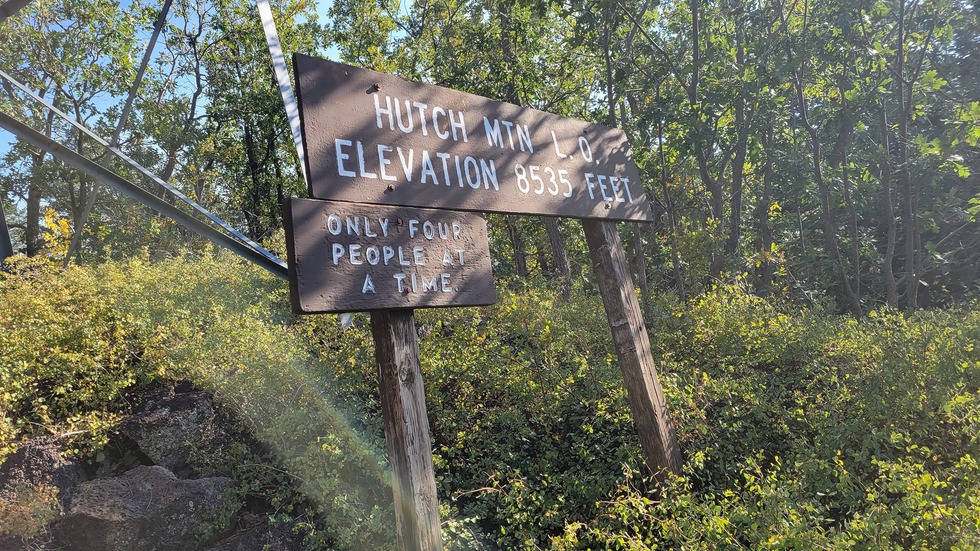 HUTCH MTN L.O.
ELEVATION 8535 FEET
ONLY FOUR
PEOPLE AT
A TIME.